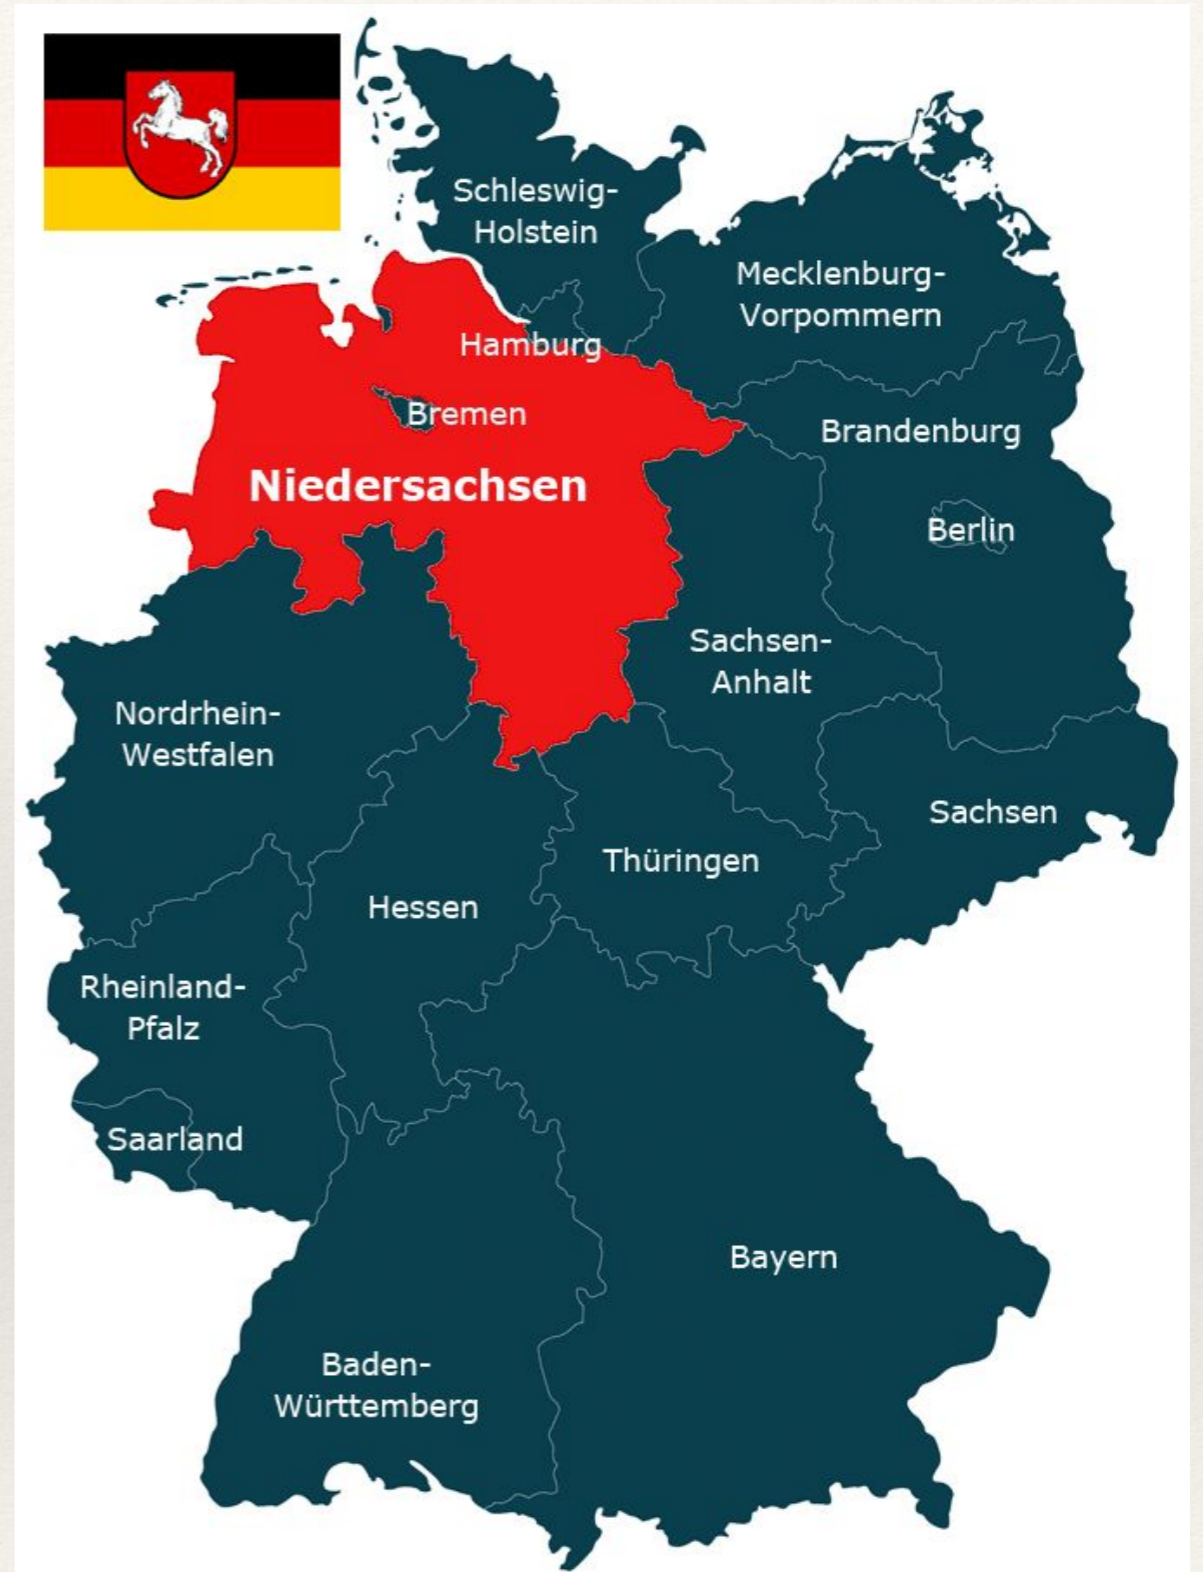 Schleswig-
Holstein
Mecklenburg-
Vorpommern
Hamburg
Bremen
Brandenburg
Niedersachsen
Berlin
Sachsen-
Anhalt
Nordrhein-
Westfalen
Sachsen
Thüringen
Hessen
Rheinland-
Pfalz
Saarland
Bayern
Baden-
Württemberg